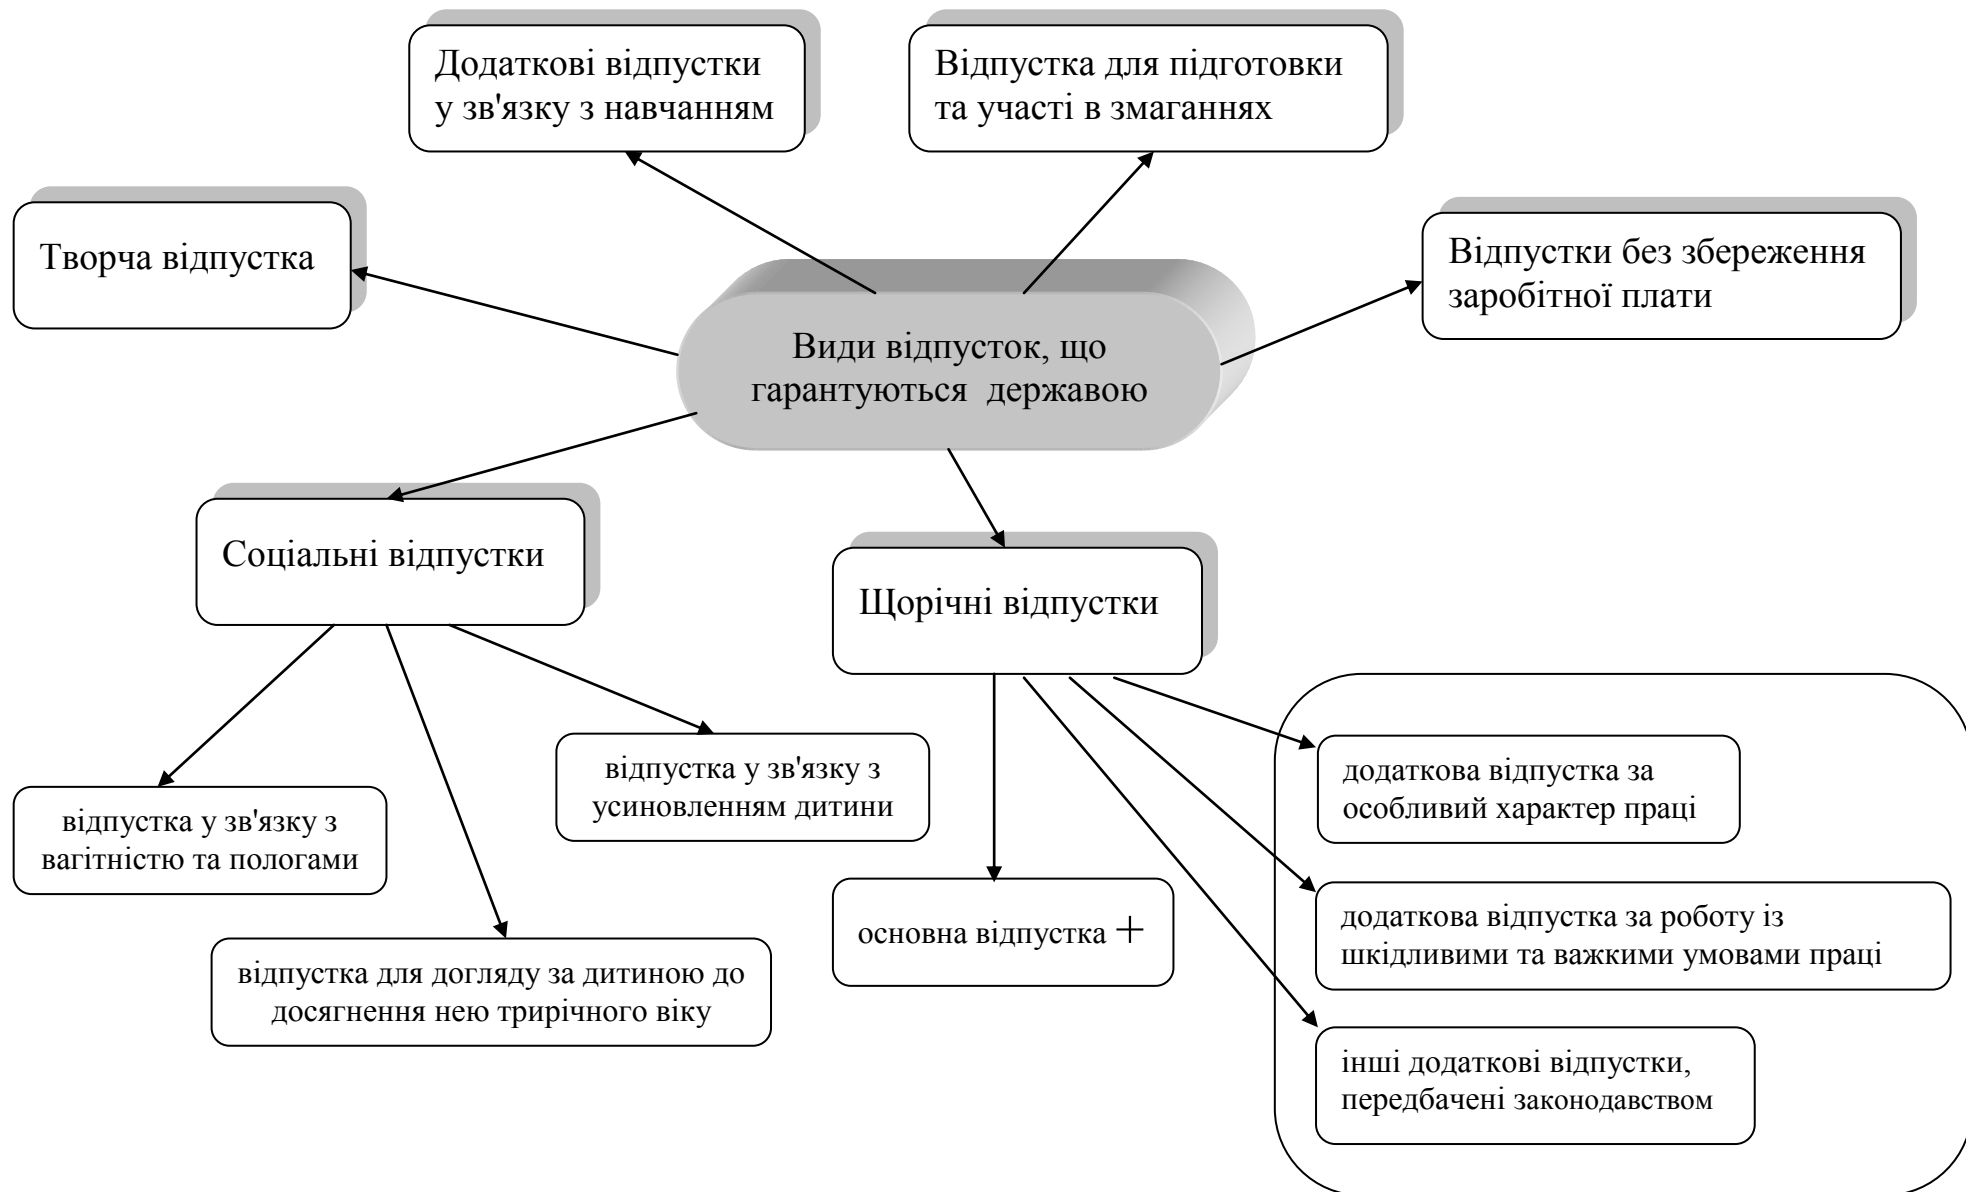 Додаткові відпустки
у зв'язку з навчанням
Відпустка для підготовки
та участі в змаганнях
Творча відпустка
Відпустки без збереження
заробітної плати
Види відпусток, що
гарантуються державою
Соціальні відпустки
Щорічні відпустки
відпустка у зв'язку з
вагітністю та пологами
відпустка для догляду за дитиною до
досягнення нею трирічного віку
відпустка у зв'язку з
усиновленням дитини
основна відпустка +
додаткова відпустка за
особливий характер праці
додаткова відпустка за роботу із
шкідливими та важкими умовами праці
інші додаткові відпустки,
передбачені законодавством